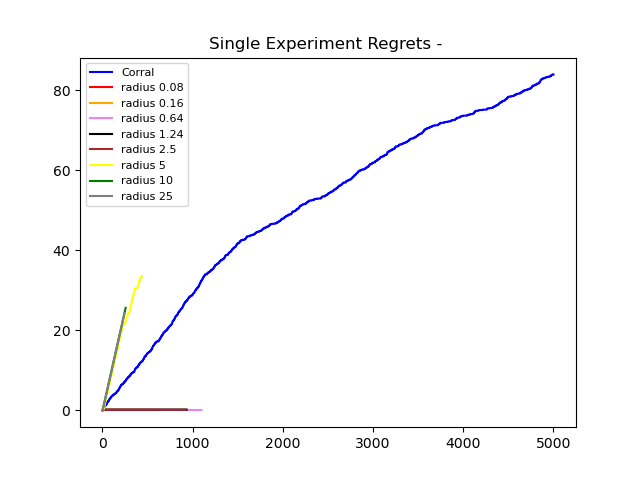 Single Experiment Regrets -
Corral
radius 0.08
radius 0.16
radius 0.64
radius 1.24
radius 2.5
radius 5
radius 10
radius 25
80
60
40
20
0
0 1000 2000 3000 4000 5000